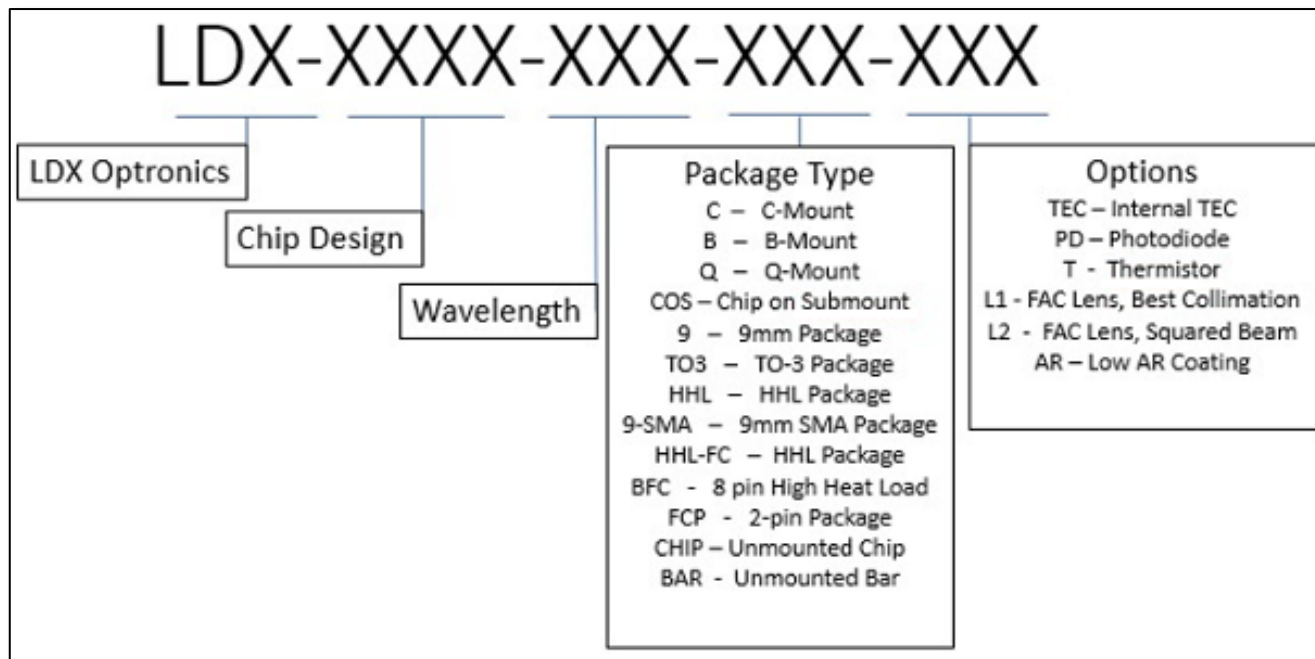 LDX-XXXX-XXX-XXX-XXX
LDX Optronics
Chip Design
Wavelength
Package Type
C – C-Mount
B – B-Mount
Q – Q-Mount
COS – Chip on Submount
9 – 9mm Package
TO3 – TO-3 Package
HHL – HHL Package
9-SMA – 9mm SMA Package
HHL-FC – HHL Package
BFC - 8 pin High Heat Load
FCP - 2-pin Package
CHIP – Unmounted Chip
BAR - Unmounted Bar
Options
TEC – Internal TEC
PD – Photodiode
T - Thermistor
L1 - FAC Lens, Best Collimation
L2 - FAC Lens, Squared Beam
AR – Low AR Coating